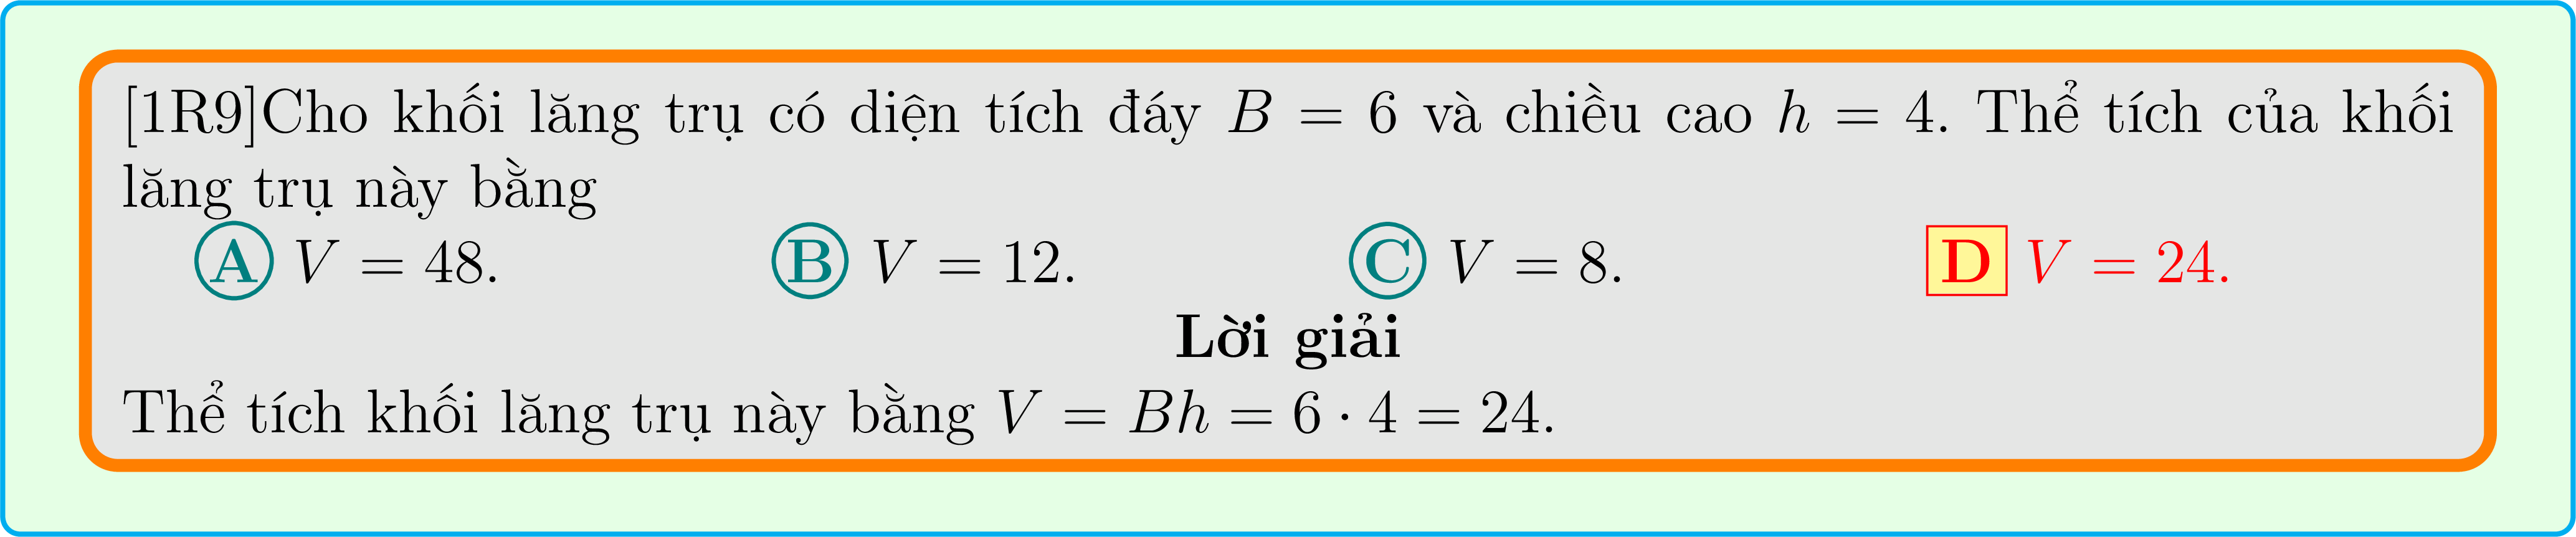 [1R9]Cho khối lăng trụ có diện tích đáy B = 6 và chiều cao h = 4. Thể tích của khối
lăng trụ này bằng
A V = 48. B V = 12. C V = 8. D V = 24.
Lời giải
Thể tích khối lăng trụ này bằng V = Bh = 6 · 4 = 24.